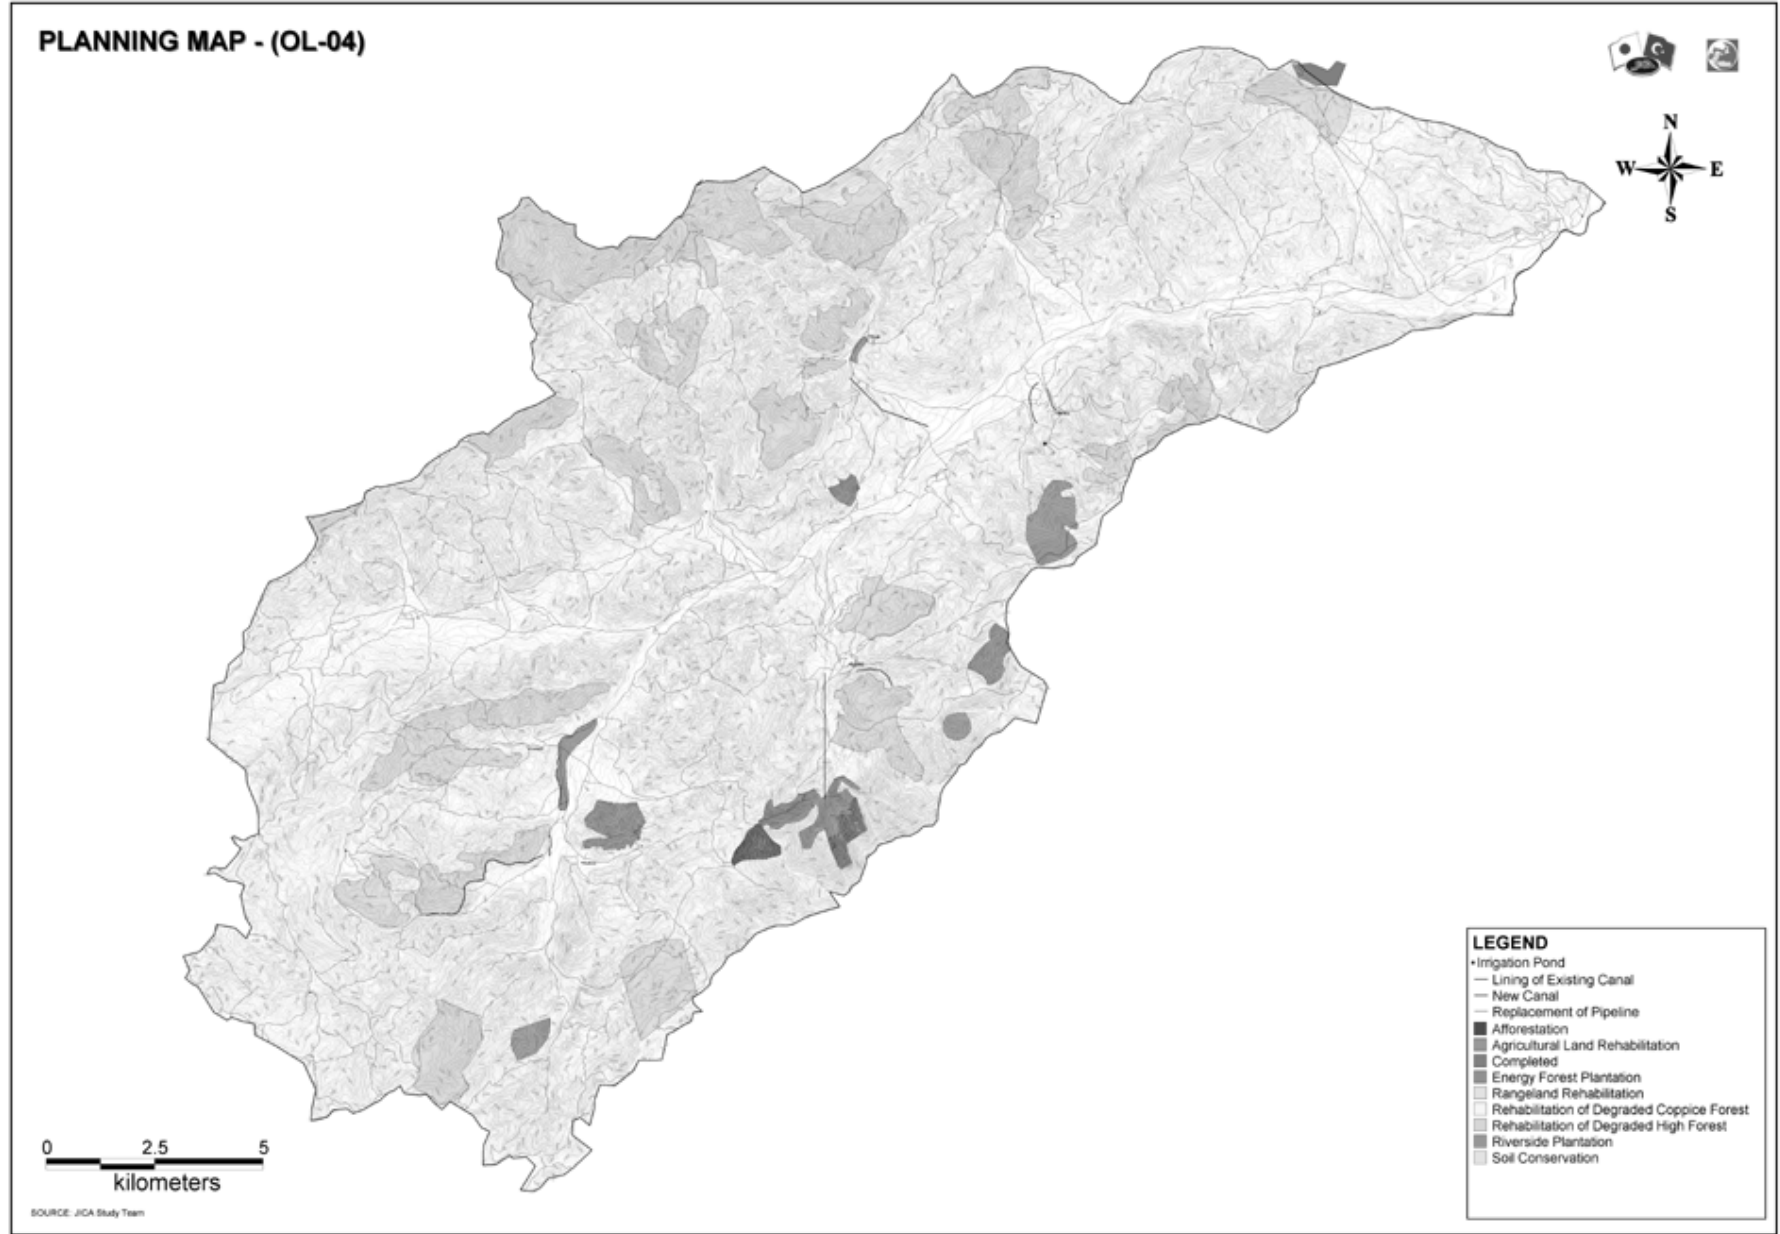 PLANNING MAP - (OL-04)
N
W E
S
LEGEND
Irrigation Pond
Lining of Existing Canal
New Canal
Replacement of Pipeline
Afforestation
Agricultural Land Rehabilitation
Completed
Energy Forest Plantation
Rangeland Rehabilitation
Rehabilitation of Degraded Coppice Forest
Rehabilitation of Degraded High Forest
Riverside Plantation
Soil Conservation
0 2.5 5
kilometers
SOURCE: JICA Study Team